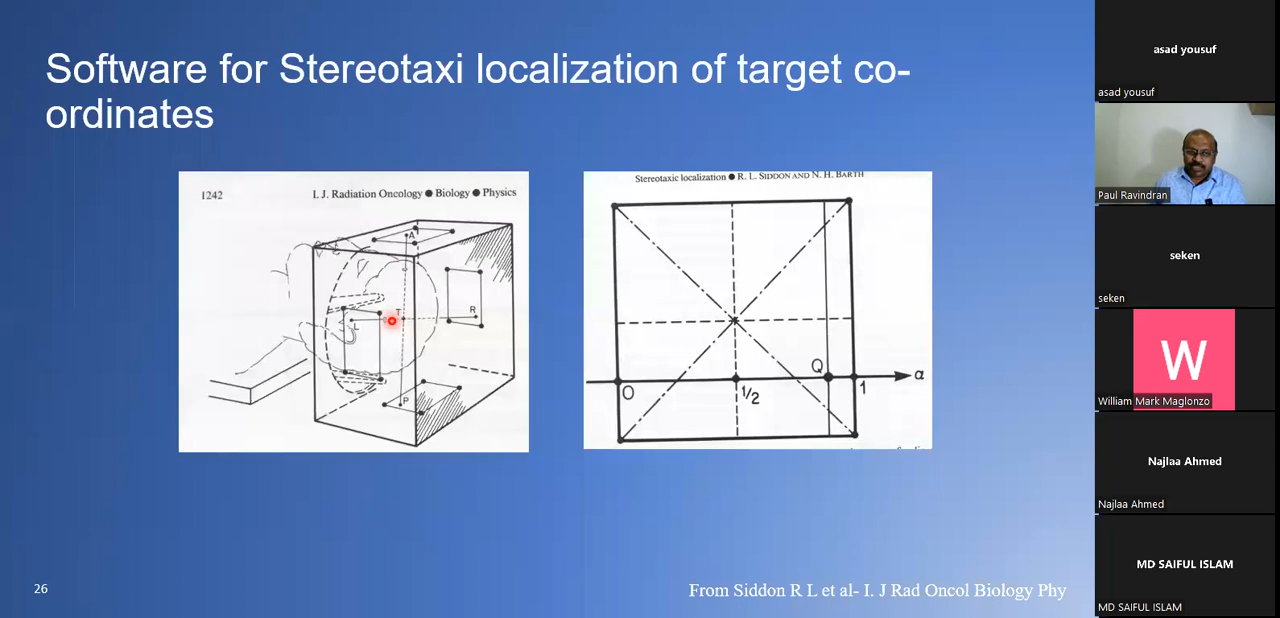 Software for Stereotaxi localization of target co-
ordinates
1242
I. J. Radiation Oncology ● Biology ● Physics
A
T
R
L
P
Stereotaxic localization ● R. L. SIDDON AND N. H. BARTH
Q
α
O
1/2
1
26
From Siddon R L et al- I. J Rad Oncol Biology Phy
asad yousuf
asad yousuf
Paul Ravindran
seken
seken
W
William Mark Maglonzo
Najlaa Ahmed
Najlaa Ahmed
MD SAIFUL ISLAM
MD SAIFUL ISLAM